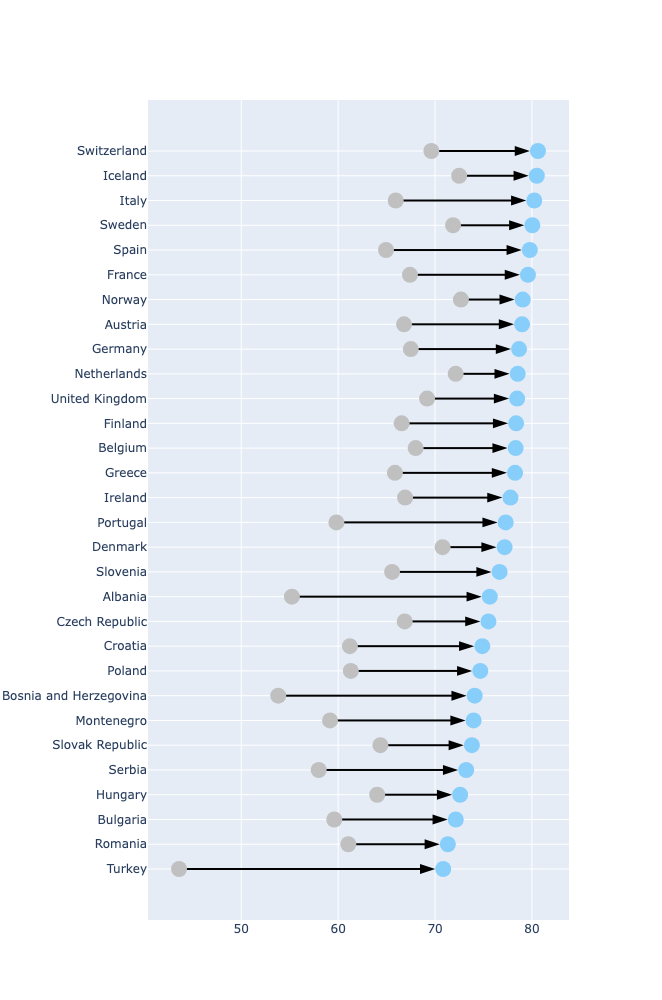 Switzerland
Iceland
Italy
Sweden
Spain
France
Norway
Austria
Germany
Netherlands
United Kingdom
Finland
Belgium
Greece
Ireland
Portugal
Denmark
Slovenia
Albania
Czech Republic
Croatia
Poland
Bosnia and Herzegovina
Montenegro
Slovak Republic
Serbia
Hungary
Bulgaria
Romania
Turkey
50 60 70 80